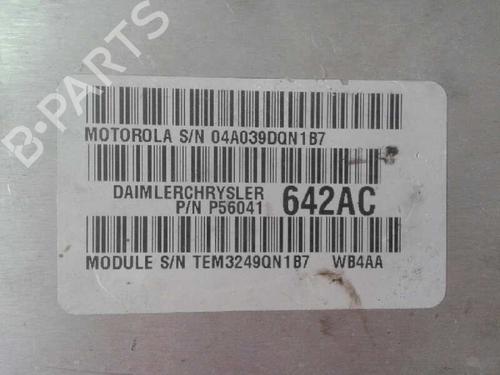 MOTOROLA S/N 04A039DQN1B7
DAIMLERCHRYSLER
P/N P56041 642AC
MODULE S/N TEM3249QN1B7 WB4AA
B-PARTS